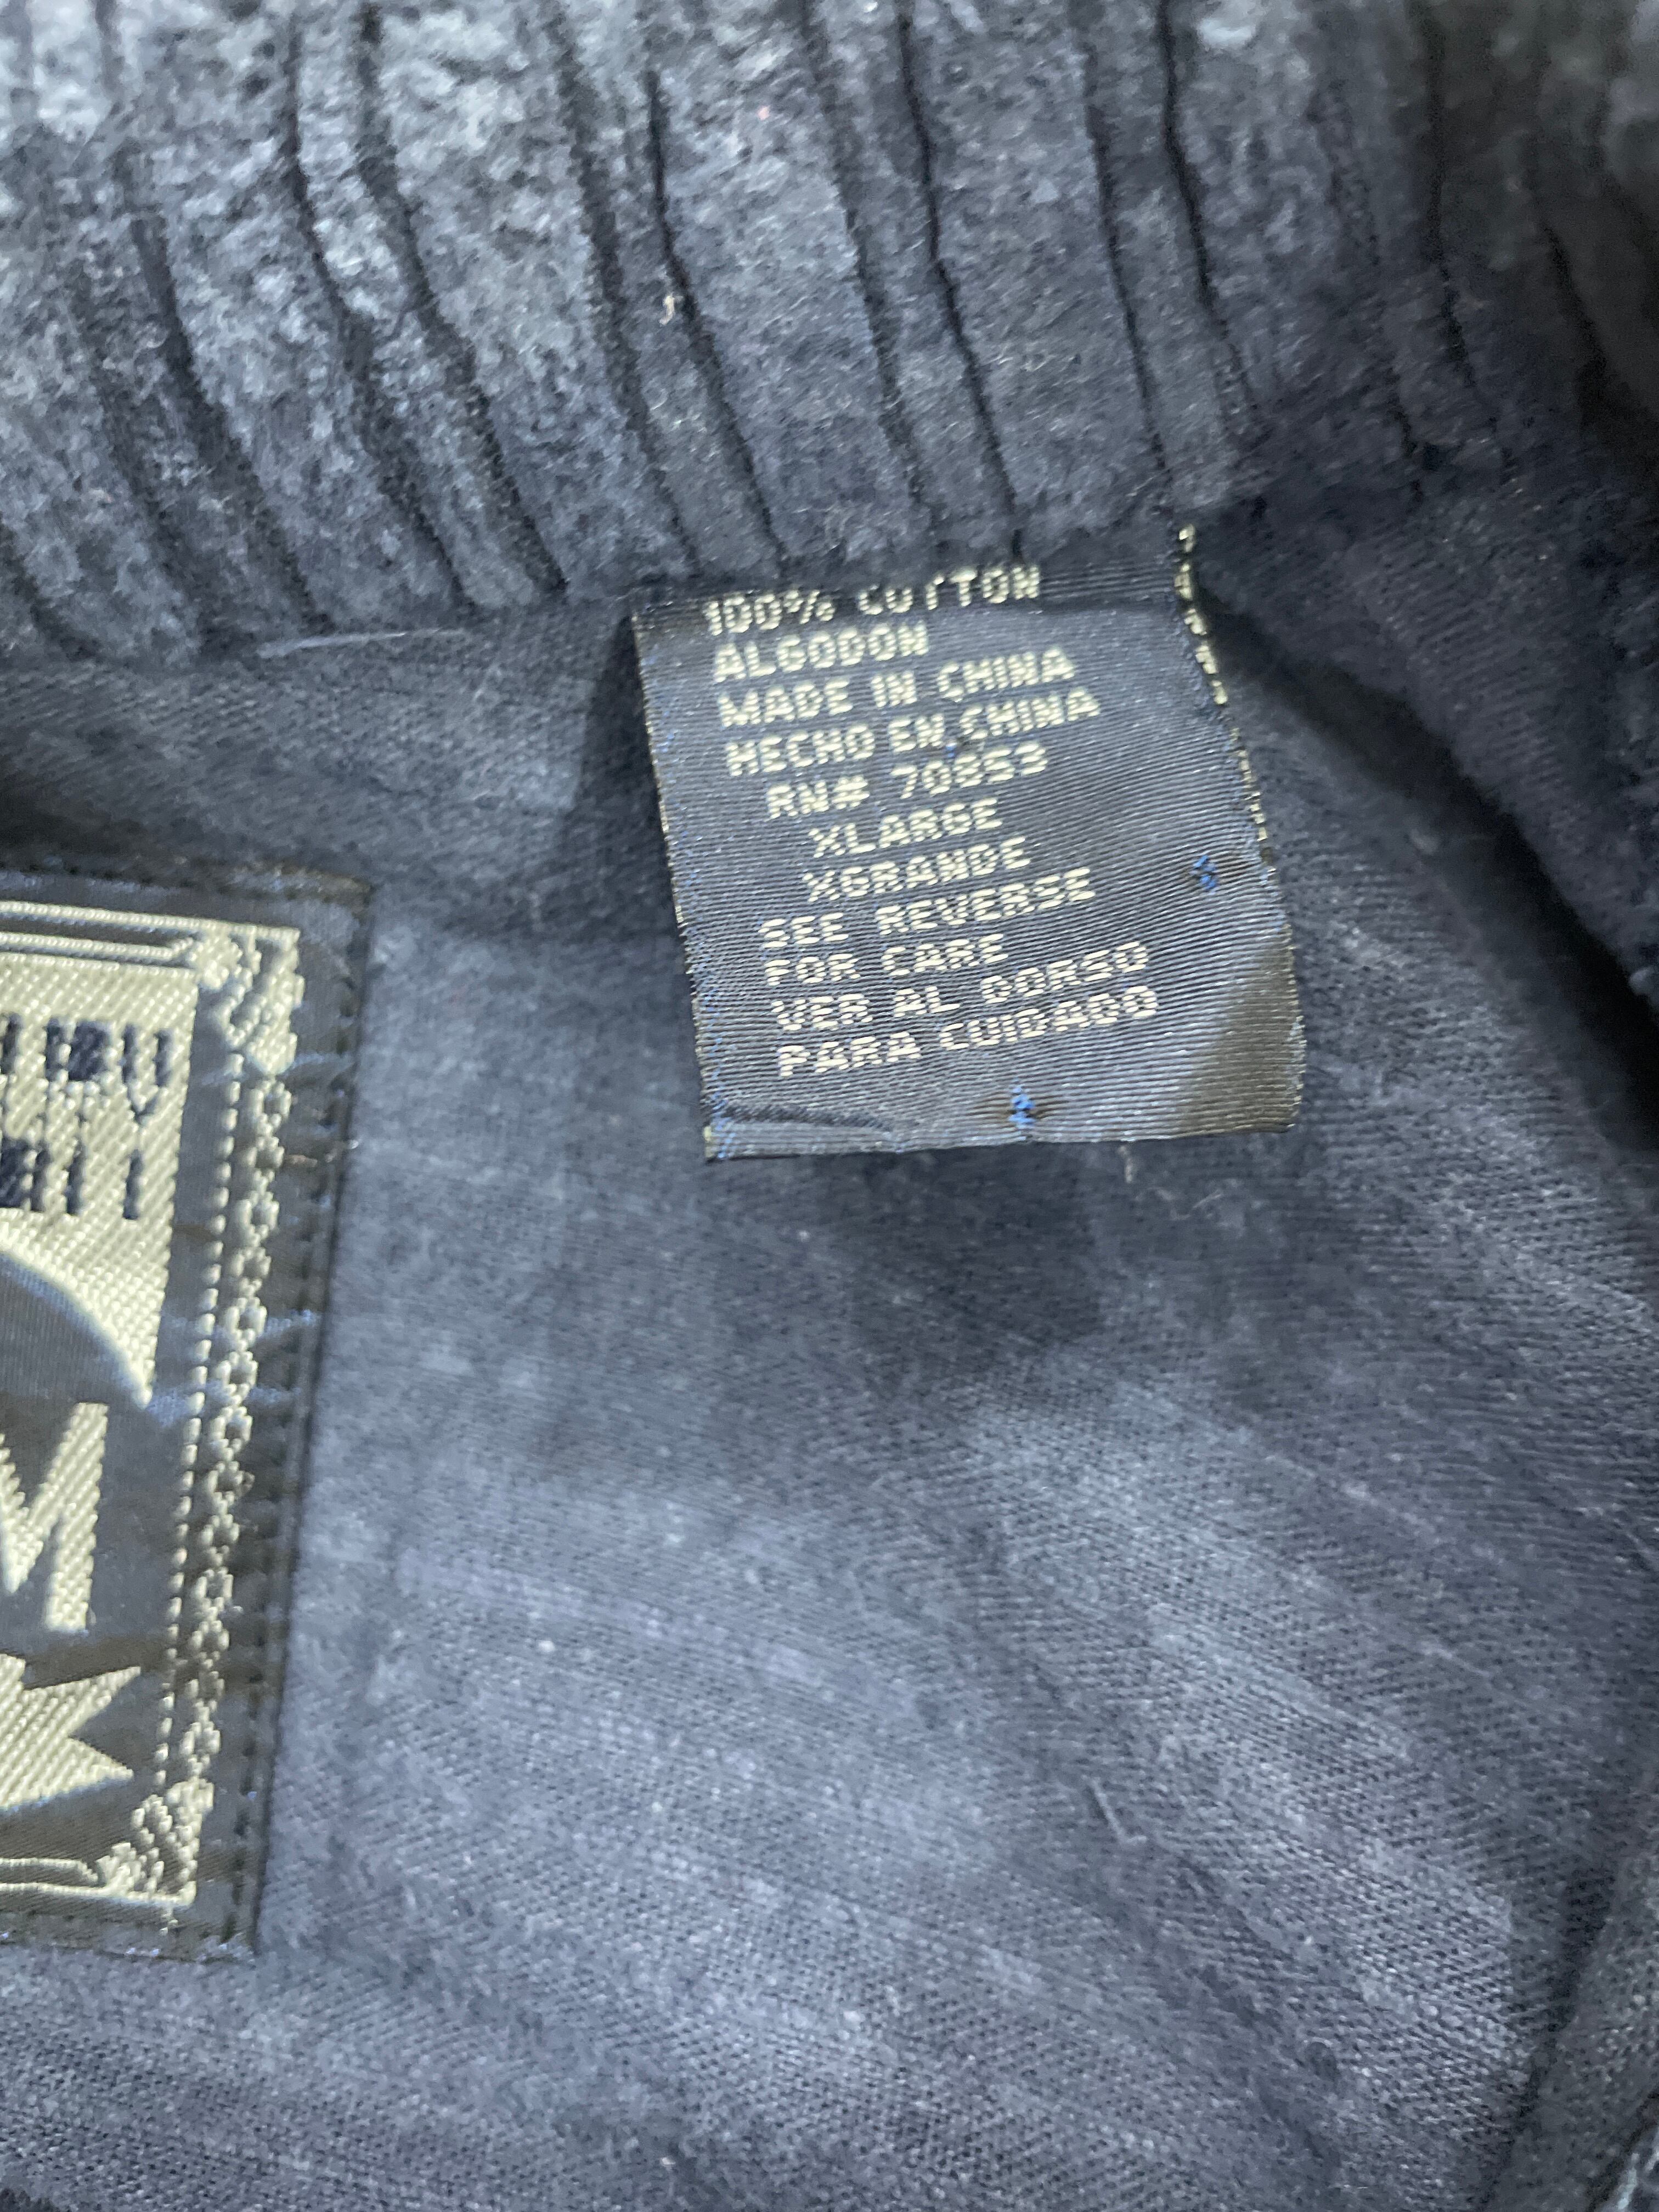 100% COTTON
ALGODON
MADE IN CHINA
HECHO EN CHINA
RN# 70853
XLARGE
XGRANDE
SEE REVERSE
FOR CARE
VER AL DORSO
PARA CUIDADO
M